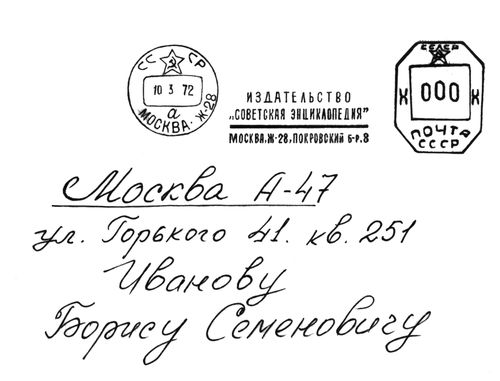 СССР
10 3 72
а
МОСКВА·Ж-28
ИЗДАТЕЛЬСТВО
„СОВЕТСКАЯ ЭНЦИКЛОПЕДИЯ"
МОСКВА, Ж-28, ПОКРОВСКИЙ б-р. 8
СССР
К 000 К
ПОЧТА
СССР
Москва А-47
ул. Горького 41. кв. 251
Иванову
Борису Семеновичу